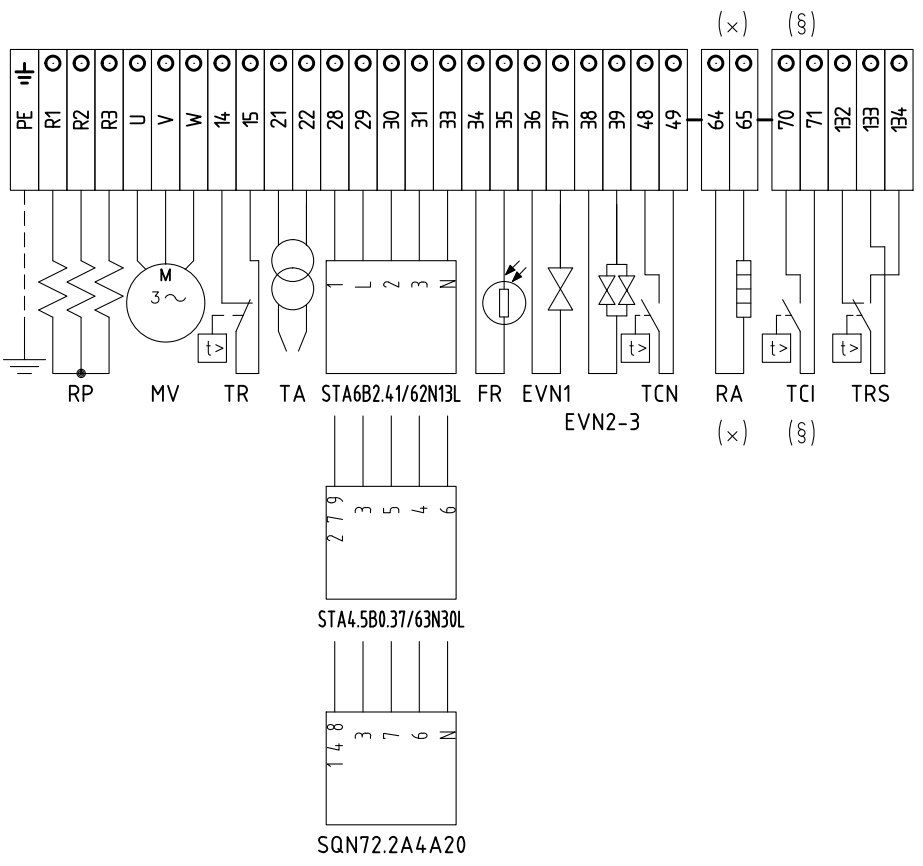 (×) (§)
PE R1 R2 R3 U V W 14 15 21 22 28 29 30 31 33 34 35 36 37 38 39 48 49 64 65 70 71 132 133 134
M
3~
1 L 2 3 N
t> t> t> t>
RP MV TR TA STA6B2.41/62N13L FR EVN1 TCN RA TCI TRS
EVN2-3
(×) (§)
2 7 9 3 5 4 6
STA4.5B0.37/63N30L
1 4 8 3 7 6 N
SQN72.2A4A20